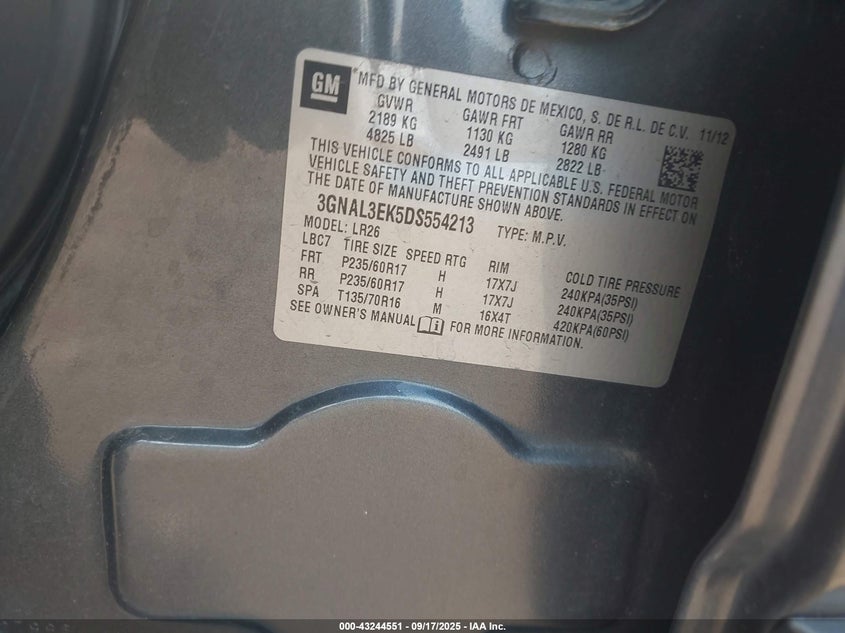 GM
*MFD BY GENERAL MOTORS DE MEXICO, S. DE R.L. DE C.V. 11/12
GVWR GAWR FRT GAWR RR
2189 KG 1130 KG 1280 KG
4825 LB 2491 LB 2822 LB*
THIS VEHICLE CONFORMS TO ALL APPLICABLE U.S. FEDERAL MOTOR
VEHICLE SAFETY AND THEFT PREVENTION STANDARDS IN EFFECT ON
THE DATE OF MANUFACTURE SHOWN ABOVE.
3GNAL3EK5DS554213 TYPE: M.P.V.
MODEL: LR26
LBC7 TIRE SIZE SPEED RTG RIM COLD TIRE PRESSURE
FRT P235/60R17 H 17X7J 240KPA(35PSI)
RR P235/60R17 H 17X7J 240KPA(35PSI)
SPA T135/70R16 M 16X4T 420KPA(60PSI)
SEE OWNER'S MANUAL FOR MORE INFORMATION.
000-43244551 - 09/17/2025 - IAA Inc.